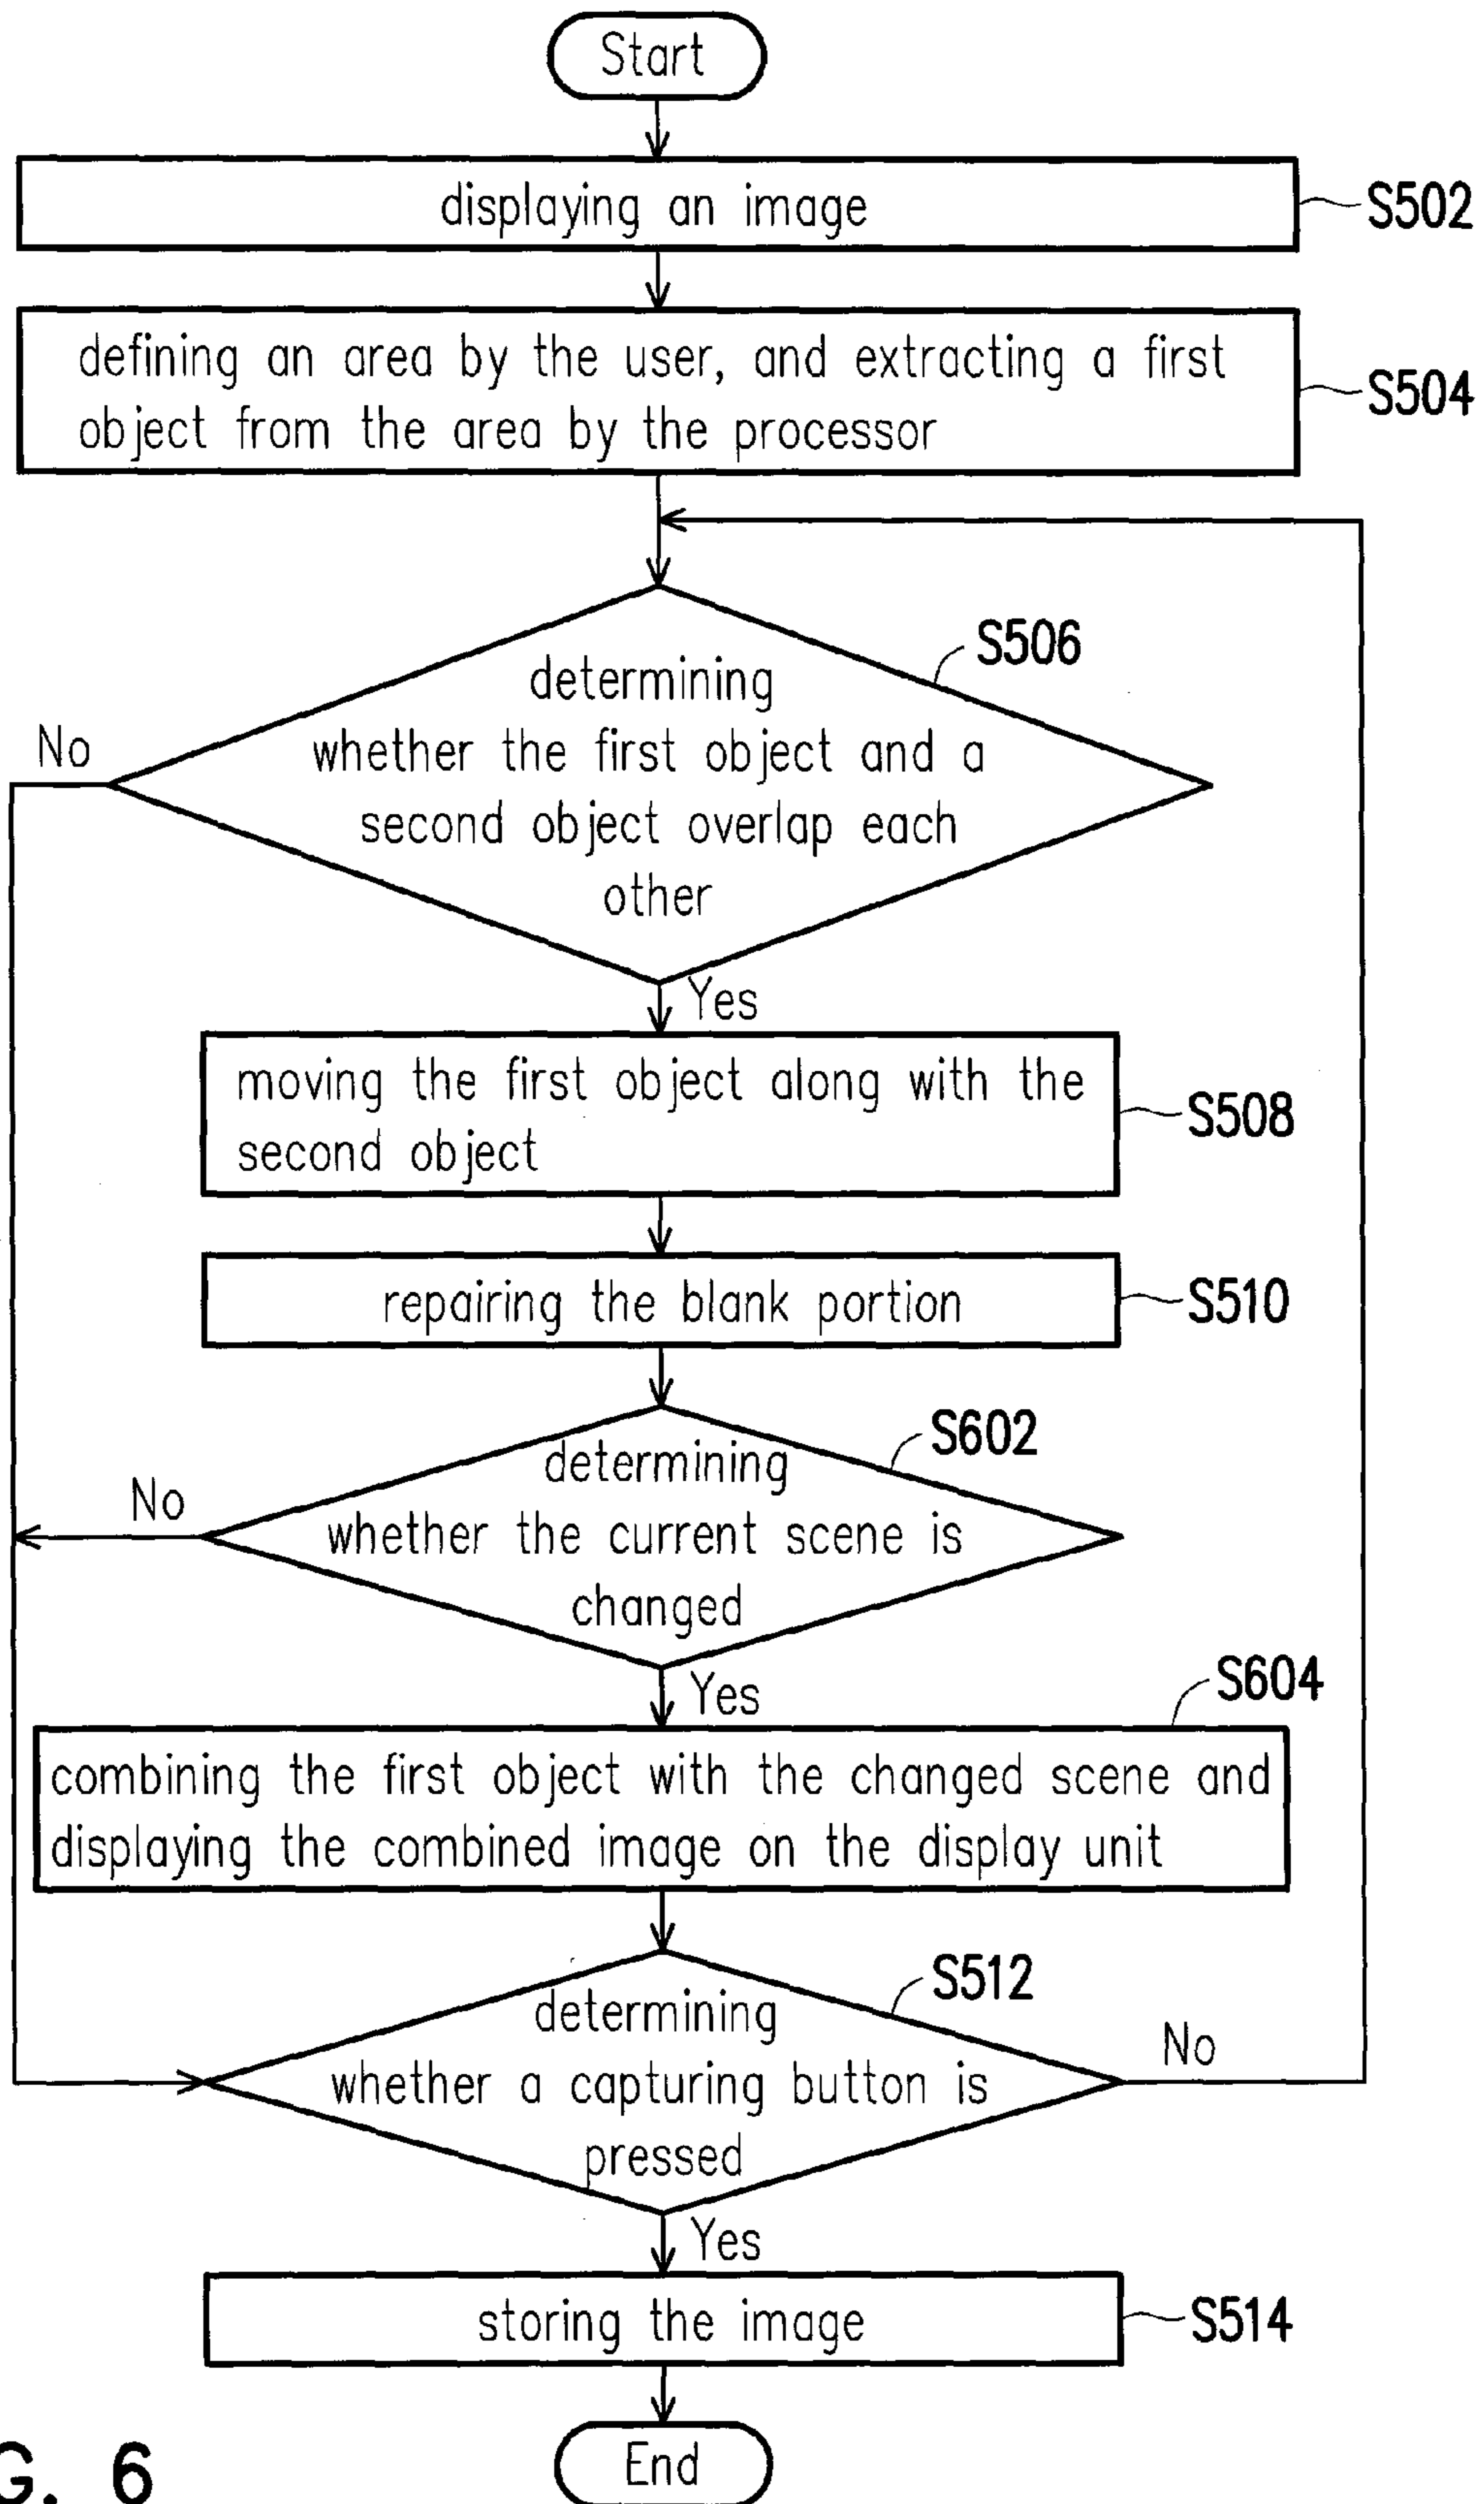 Start
displaying an image
S502
defining an area by the user, and extracting a first
object from the area by the processor
S504
S506
determining
whether the first object and a
second object overlap each
other
No
Yes
moving the first object along with the
second object
S508
repairing the blank portion
S510
S602
determining
whether the current scene is
changed
No
Yes
S604
combining the first object with the changed scene and
displaying the combined image on the display unit
S512
determining
whether a capturing button is
pressed
No
Yes
storing the image
S514
End
G. 6